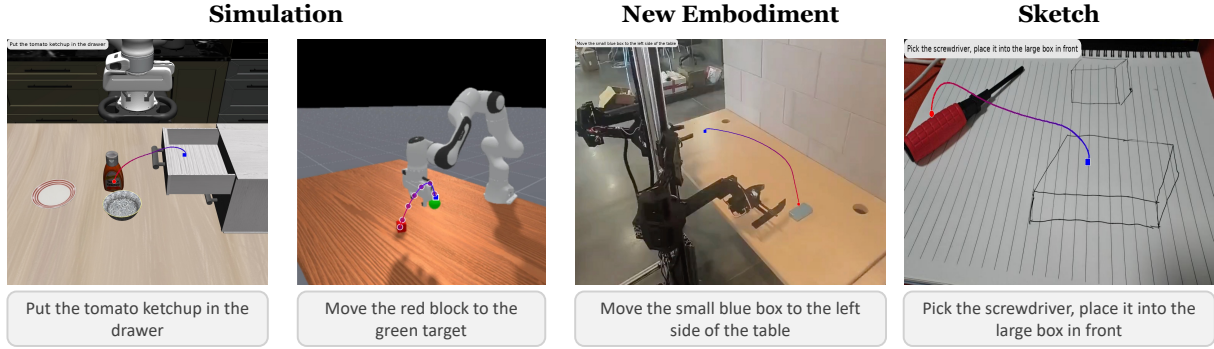 Simulation
New Embodiment
Sketch
Put the tomato ketchup in the drawer
Move the small blue box to the left side of the table
Pick the screwdriver, place it into the large box in front
Put the tomato ketchup in the
drawer
Move the red block to the
green target
Move the small blue box to the left
side of the table
Pick the screwdriver, place it into the
large box in front